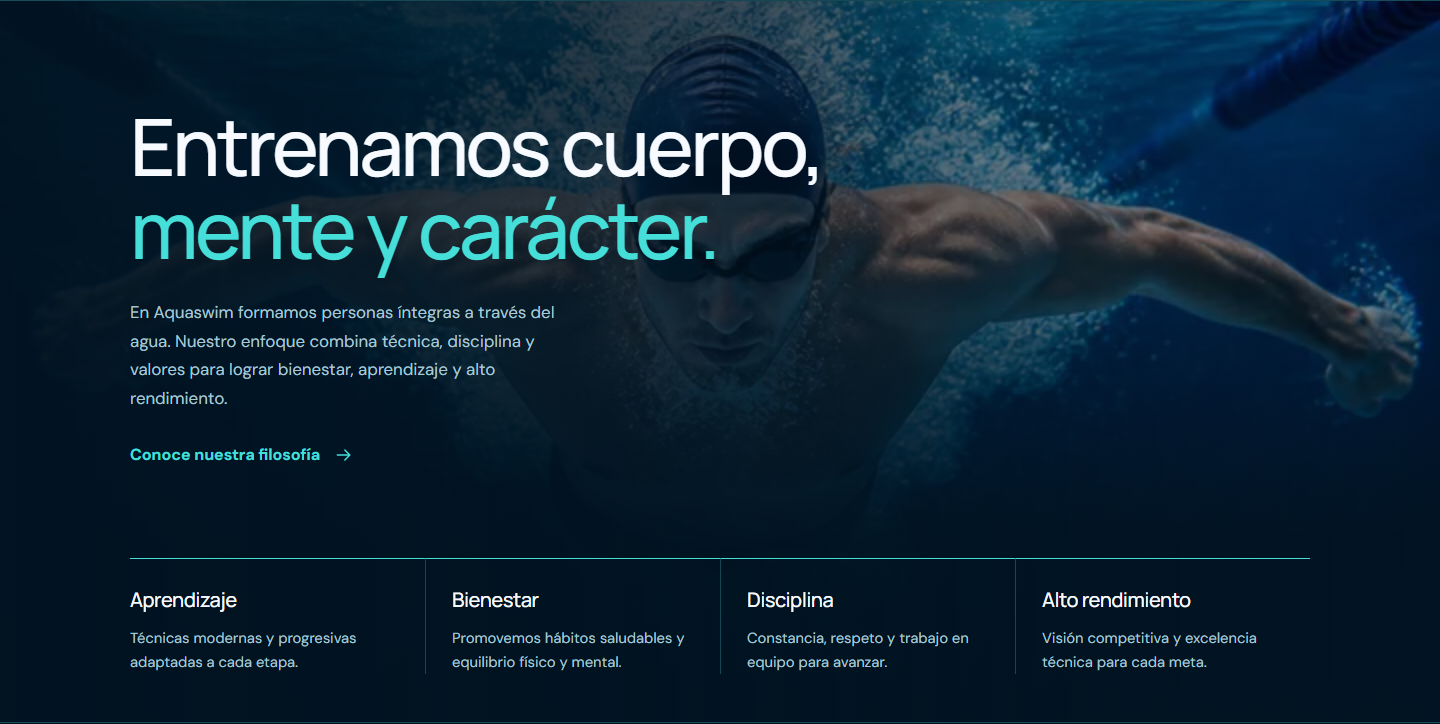 Entrenamos cuerpo,
mente y carácter.
En Aquaswim formamos personas íntegras a través del
agua. Nuestro enfoque combina técnica, disciplina y
valores para lograr bienestar, aprendizaje y alto
rendimiento.
Conoce nuestra filosofía →
Aprendizaje
Técnicas modernas y progresivas
adaptadas a cada etapa.
Bienestar
Promovemos hábitos saludables y
equilibrio físico y mental.
Disciplina
Constancia, respeto y trabajo en
equipo para avanzar.
Alto rendimiento
Visión competitiva y excelencia
técnica para cada meta.